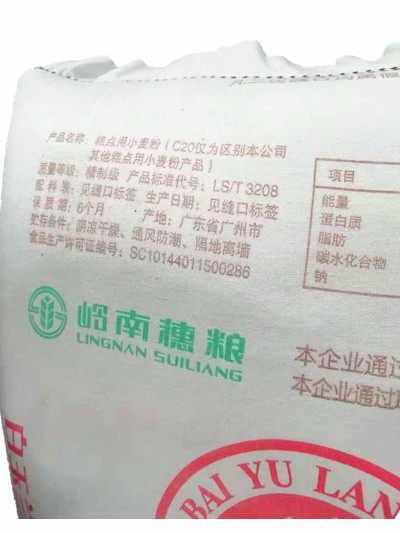 产品名称：糕点用小麦粉（C20仅为区别本公司
其他糕点用小麦粉产品）
质量等级：精制级 产品标准代号：LS/T 3208
配 料 表：见缝口标签 生产日期：见缝口标签
保 质 期：6个月 产 地：广东省广州市
贮存条件：阴凉干燥、通风防潮、隔地离墙
食品生产许可证编号：SC10144011500286
项目
能量
蛋白质
脂肪
碳水化合物
钠
岭南穗粮
LINGNAN SUILIANG
本企业通过
本企业通过
BAI YU LAN